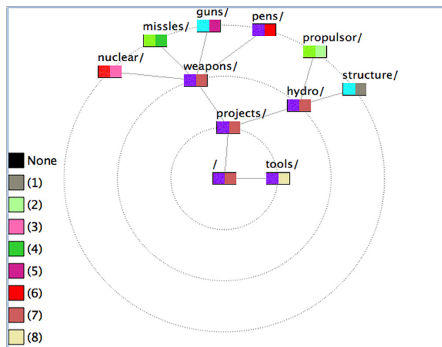 guns/
pens/
missles/
propulsor/
nuclear/
weapons/
structure/
hydro/
projects/
/
tools/
None
(1)
(2)
(3)
(4)
(5)
(6)
(7)
(8)